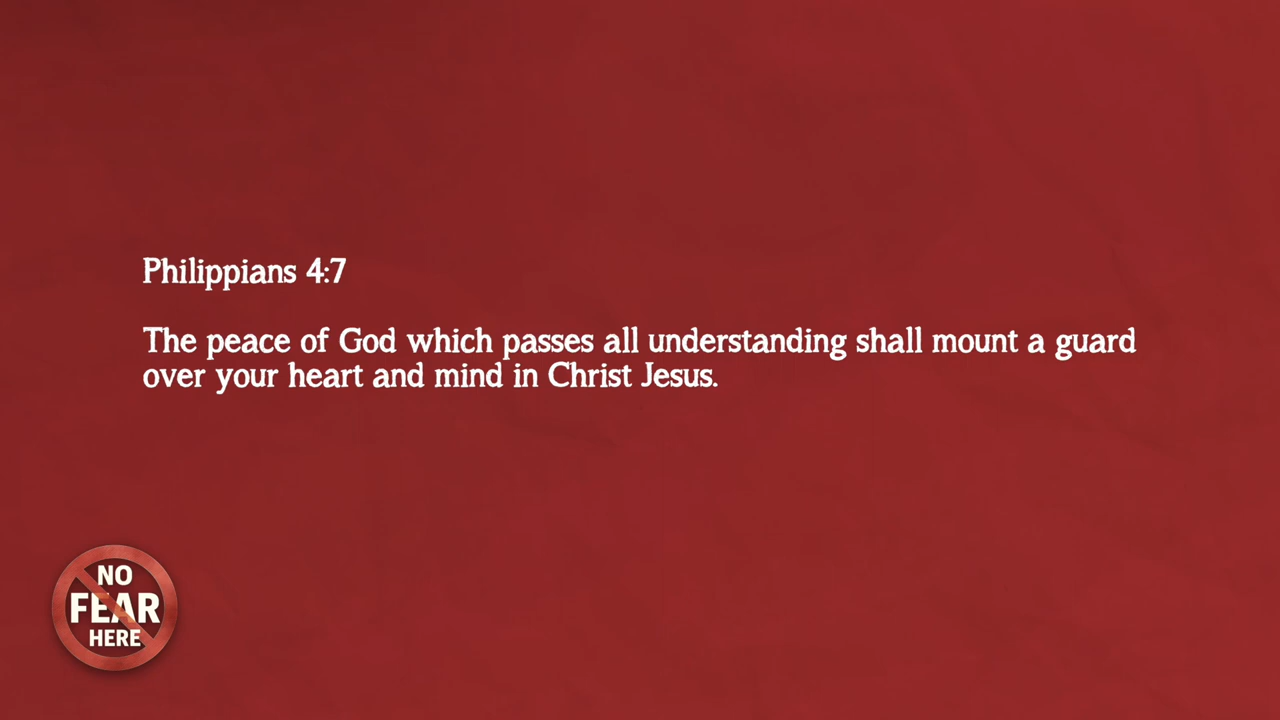 Philippians 4:7
The peace of God which passes all understanding shall mount a guard
over your heart and mind in Christ Jesus.
NO
FEAR
HERE